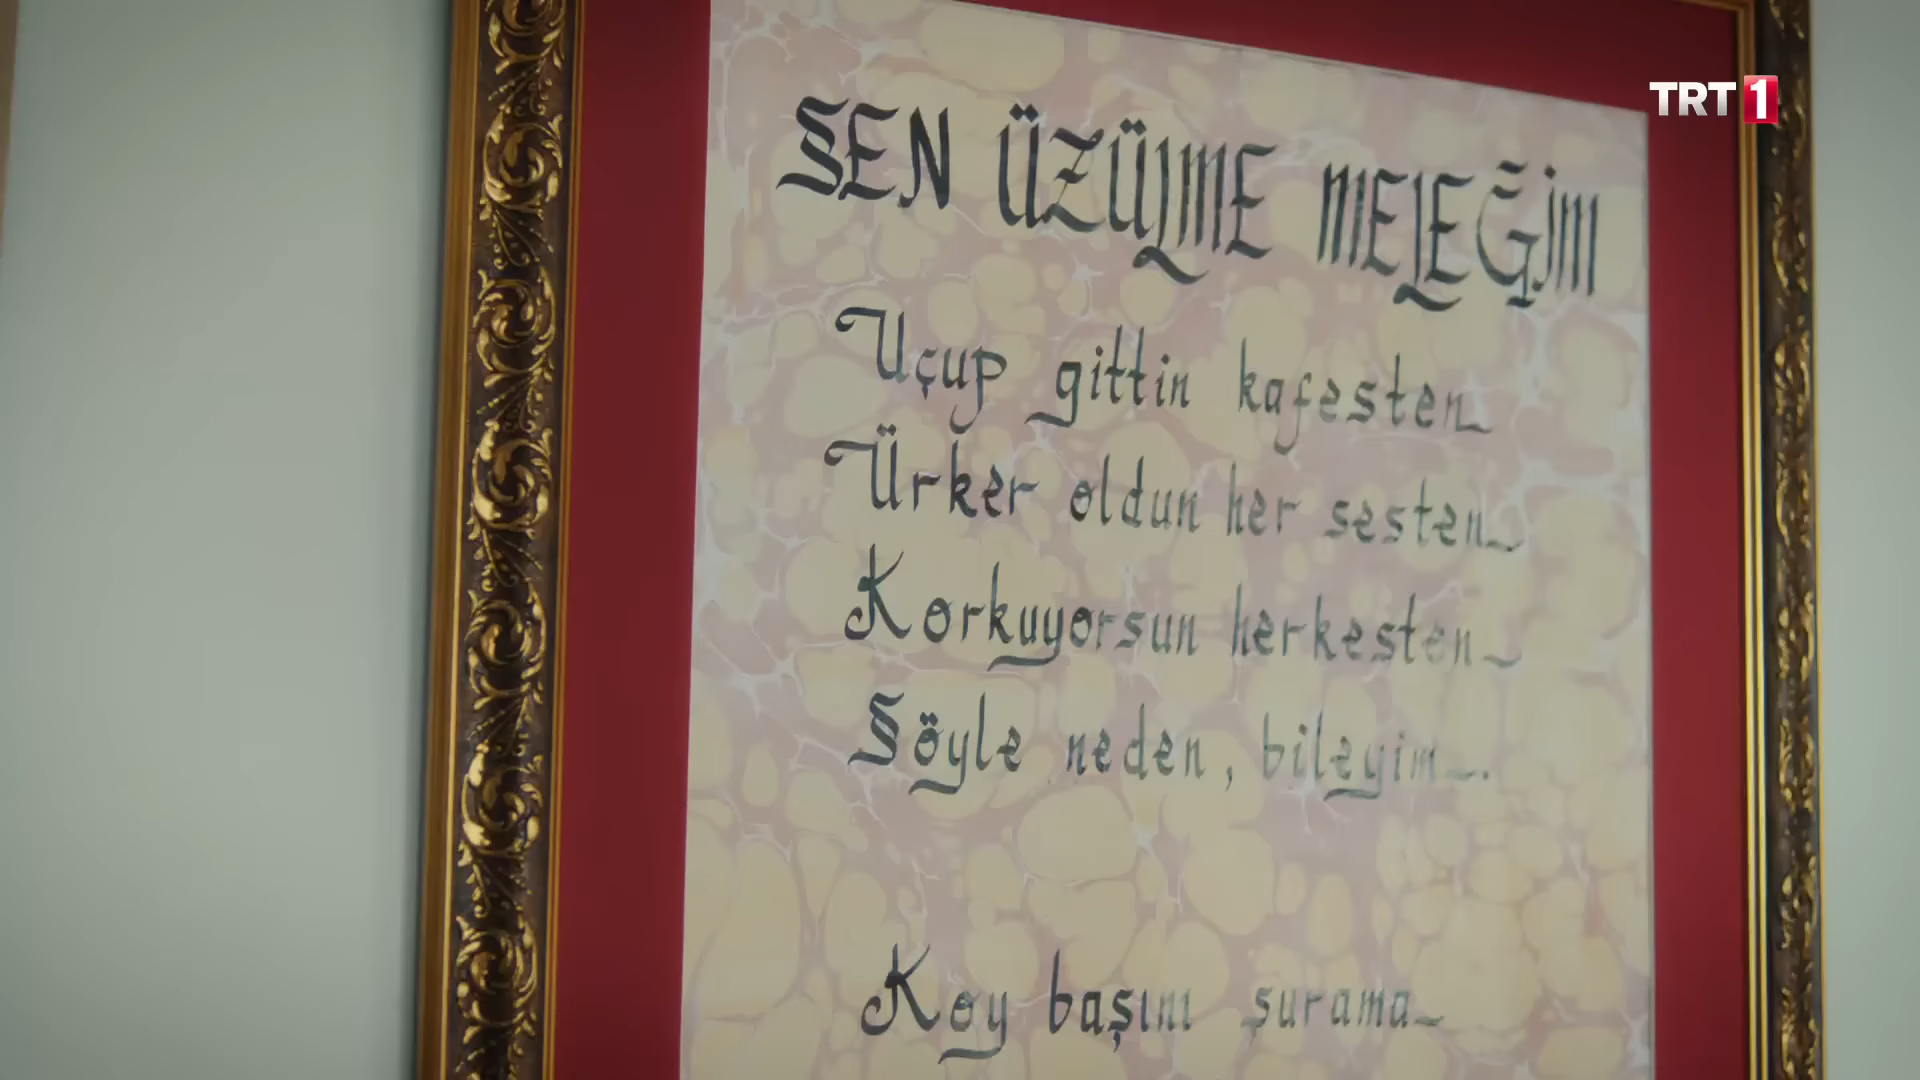 TRT 1
SEN ÜZÜLME MELEĞİM
Uçup gittin kafesten
Ürker oldun her sesten
Korkuyorsun herkesten
Söyle neden, bileyim.
Koy başını şurama